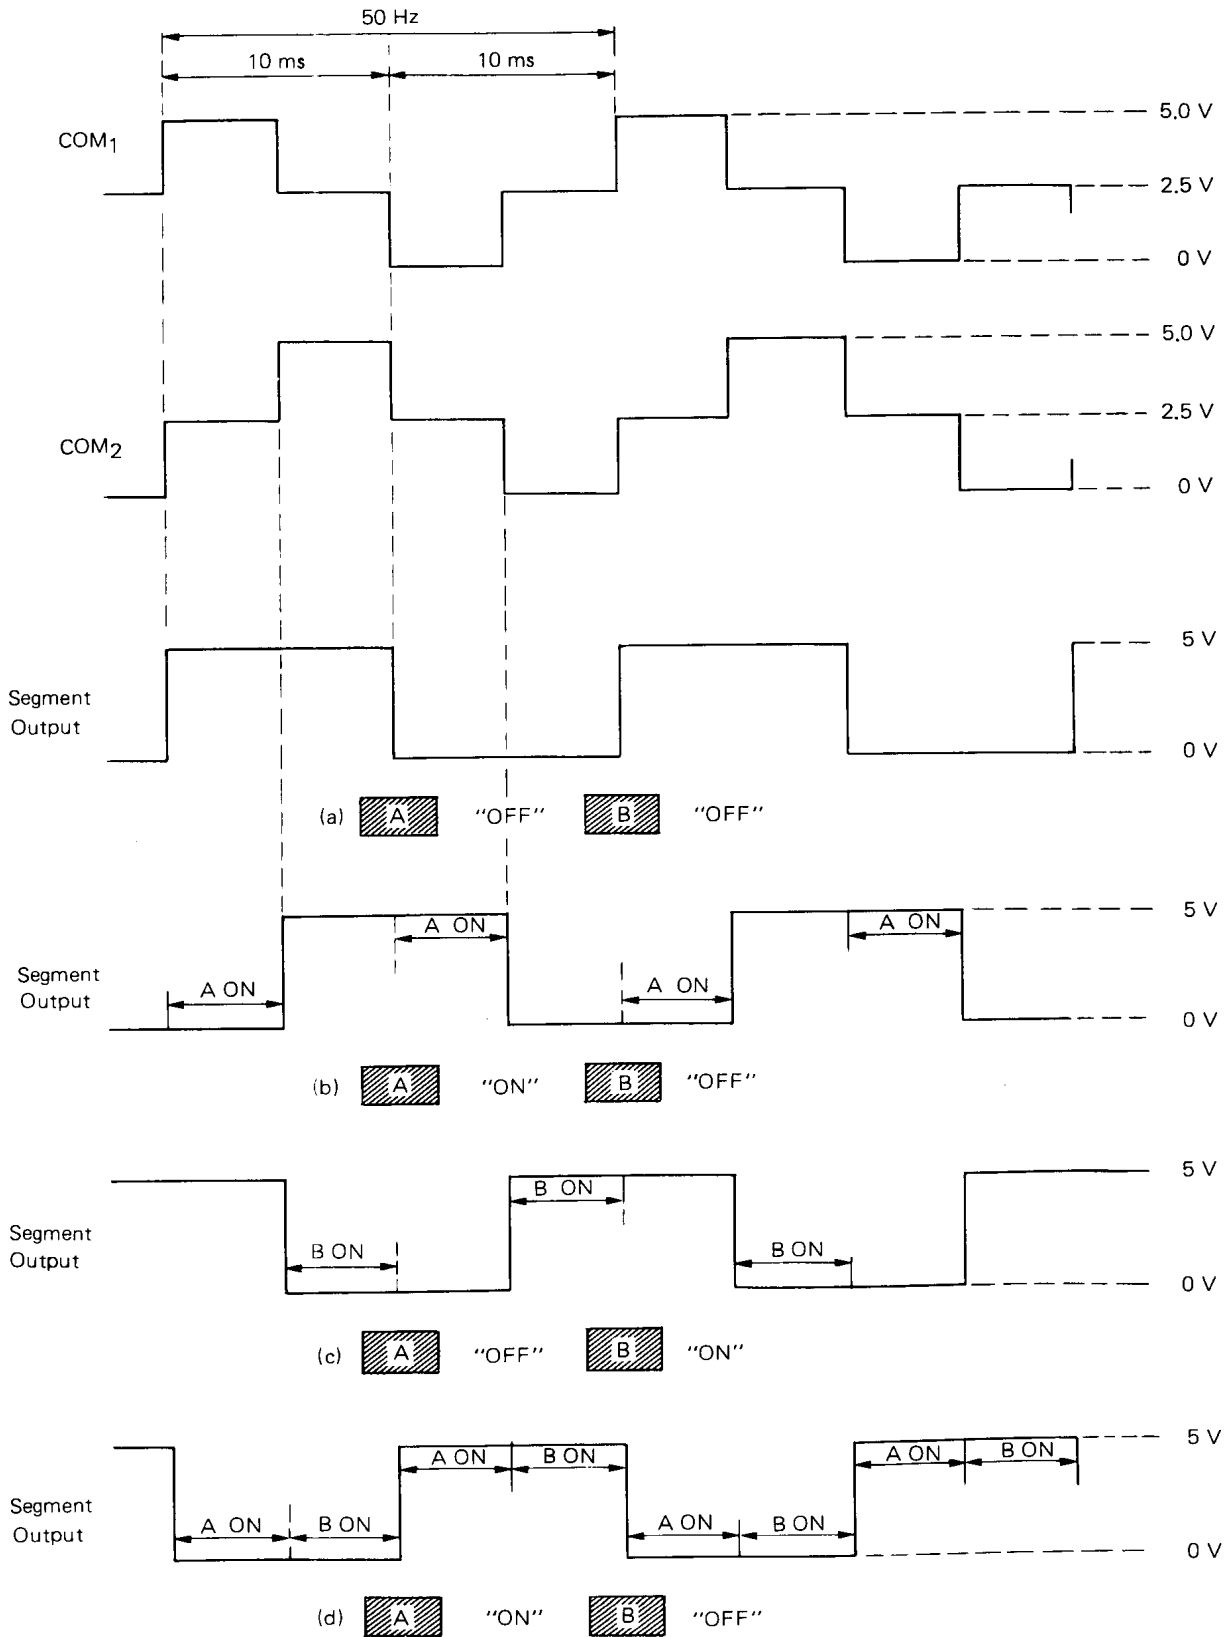 50 Hz
10 ms 10 ms
COM1
5.0 V
2.5 V
0 V
COM2
5.0 V
2.5 V
0 V
Segment
Output
5 V
0 V
(a) A "OFF" B "OFF"
Segment
Output
A ON
A ON
A ON
A ON
5 V
0 V
(b) A "ON" B "OFF"
Segment
Output
B ON
B ON
B ON
5 V
0 V
(c) A "OFF" B "ON"
Segment
Output
A ON B ON
A ON B ON
A ON B ON
A ON B ON
5 V
0 V
(d) A "ON" B "OFF"